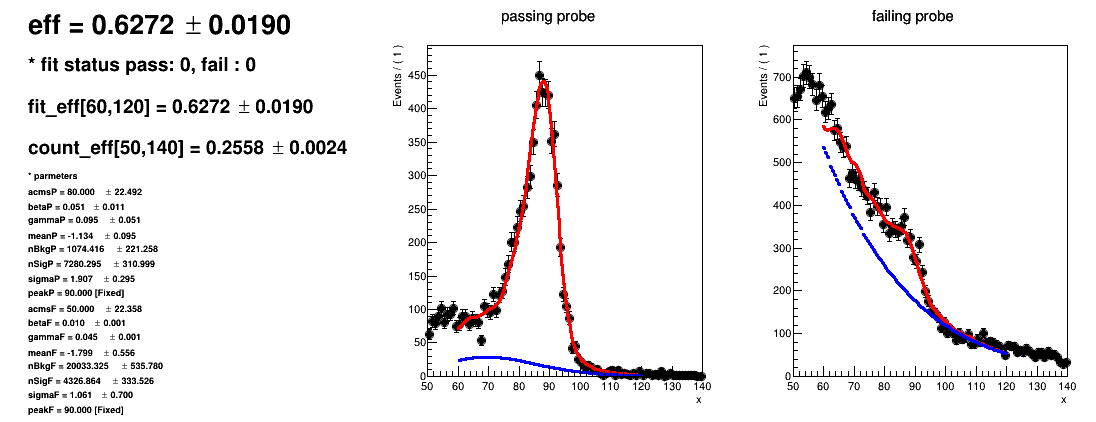 eff = 0.6272 ± 0.0190
* fit status pass: 0, fail : 0
fit_eff[60,120] = 0.6272 ± 0.0190
count_eff[50,140] = 0.2558 ± 0.0024
* parmeters
acmsP = 80.000 ± 22.492
betaP = 0.051 ± 0.011
gammaP = 0.095 ± 0.051
meanP = -1.134 ± 0.095
nBkgP = 1074.416 ± 221.258
nSigP = 7280.295 ± 310.999
sigmaP = 1.907 ± 0.295
peakP = 90.000 [Fixed]
acmsF = 50.000 ± 22.358
betaF = 0.010 ± 0.001
gammaF = 0.045 ± 0.001
meanF = -1.799 ± 0.556
nBkgF = 20033.325 ± 535.780
nSigF = 4326.864 ± 333.526
sigmaF = 1.061 ± 0.700
peakF = 90.000 [Fixed]
passing probe
Events / ( 1 )
450
400
350
300
250
200
150
100
50
0
50 60 70 80 90 100 110 120 130 140
x
failing probe
Events / ( 1 )
700
600
500
400
300
200
100
0
50 60 70 80 90 100 110 120 130 140
x